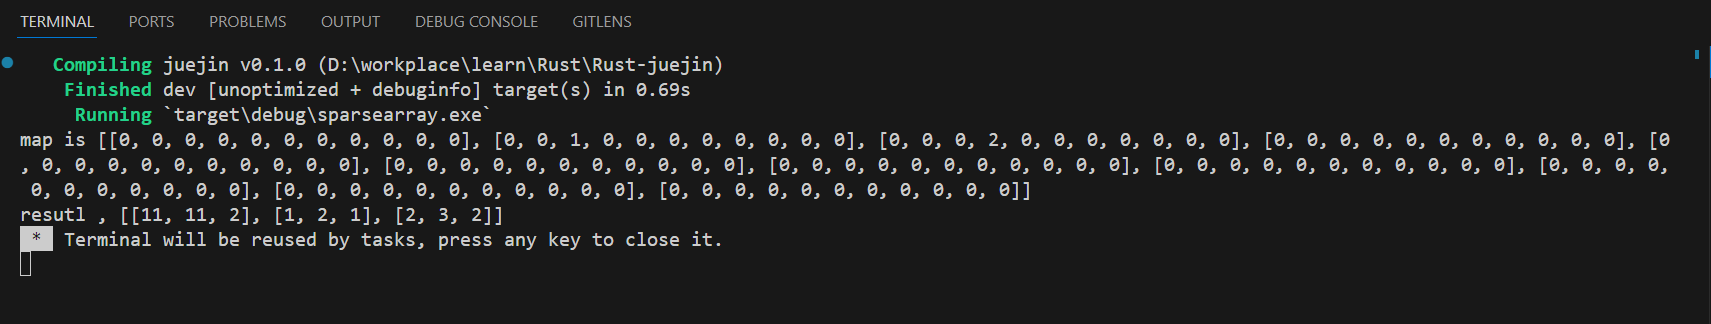 TERMINAL PORTS PROBLEMS OUTPUT DEBUG CONSOLE GITLENS
Compiling juejin v0.1.0 (D:\workplace\learn\Rust\Rust-juejin)
Finished dev [unoptimized + debuginfo] target(s) in 0.69s
Running `target\debug\sparsearray.exe`
map is [[0, 0, 0, 0, 0, 0, 0, 0, 0, 0, 0], [0, 0, 1, 0, 0, 0, 0, 0, 0, 0, 0], [0, 0, 0, 2, 0, 0, 0, 0, 0, 0, 0], [0, 0, 0, 0, 0, 0, 0, 0, 0, 0, 0], [0
, 0, 0, 0, 0, 0, 0, 0, 0, 0, 0], [0, 0, 0, 0, 0, 0, 0, 0, 0, 0, 0], [0, 0, 0, 0, 0, 0, 0, 0, 0, 0, 0], [0, 0, 0, 0, 0, 0, 0, 0, 0, 0, 0], [0, 0, 0, 0,
0, 0, 0, 0, 0, 0, 0], [0, 0, 0, 0, 0, 0, 0, 0, 0, 0, 0], [0, 0, 0, 0, 0, 0, 0, 0, 0, 0, 0]]
resutl , [[11, 11, 2], [1, 2, 1], [2, 3, 2]]
* Terminal will be reused by tasks, press any key to close it.